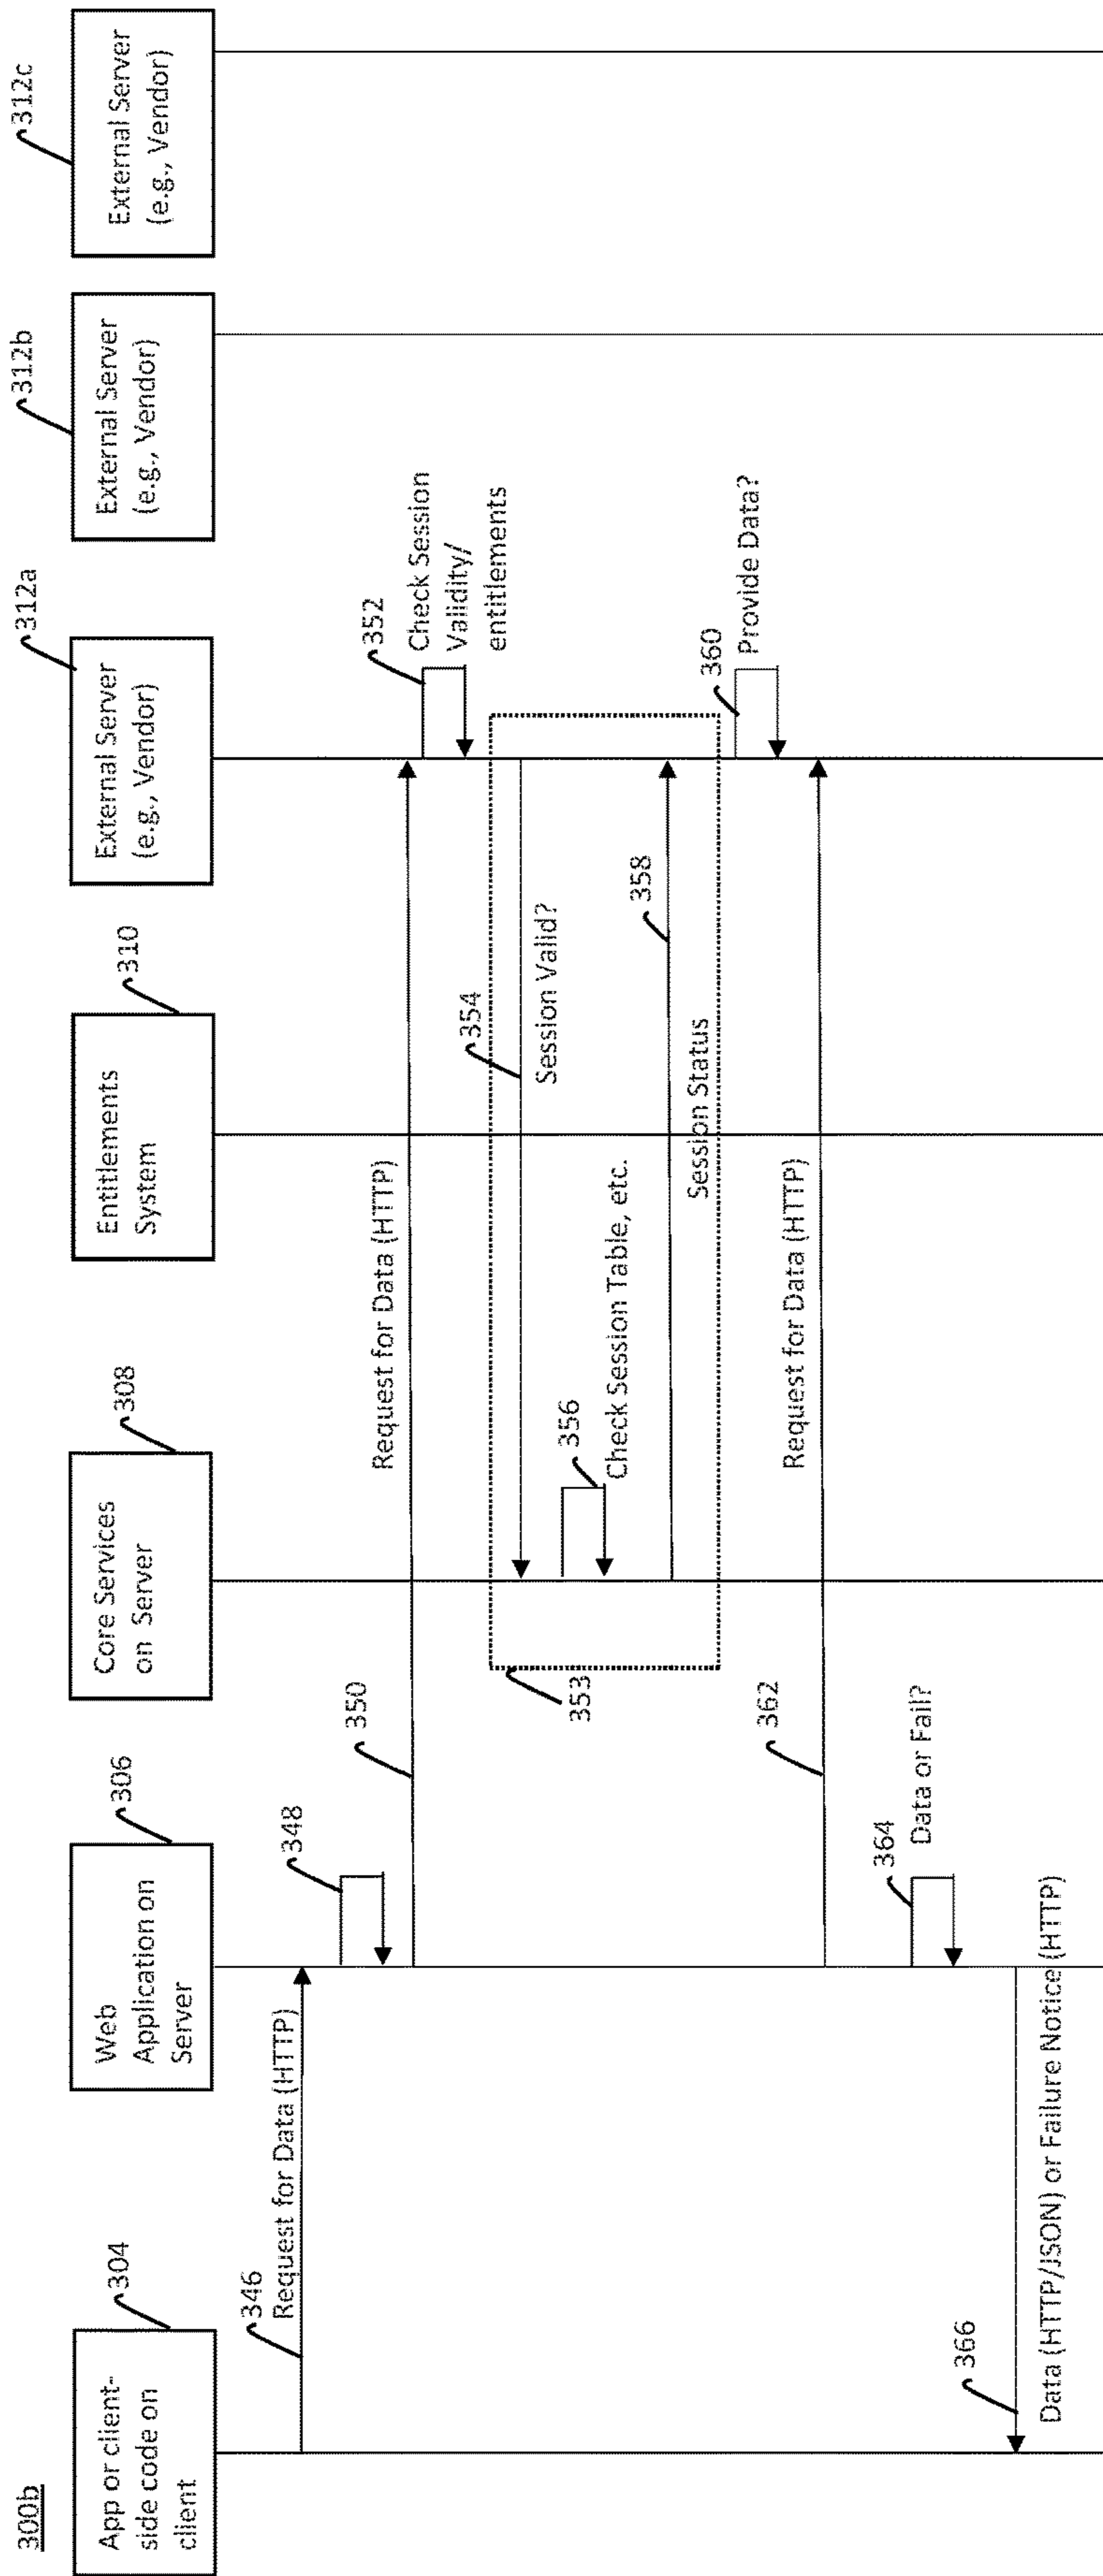 300b
304
App or client-
side code on
client
306
Web
Application on
Server
308
Core Services
on Server
310
Entitlements
System
312a
External Server
(e.g., Vendor)
312b
External Server
(e.g., Vendor)
312c
External Server
(e.g., Vendor)
346
Request for Data (HTTP)
348
350
Request for Data (HTTP)
352
Check Session
Validity/
entitlements
353
354
Session Valid?
356
Check Session Table, etc.
358
Session Status
360
Provide Data?
362
Request for Data (HTTP)
364
Data or Fail?
366
Data (HTTP/JSON) or Failure Notice (HTTP)